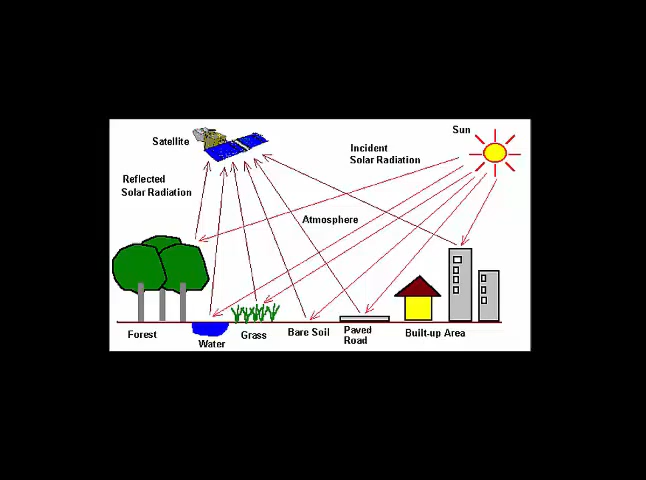 Sun
Satellite
Incident
Solar Radiation
Reflected
Solar Radiation
Atmosphere
Forest
Water
Grass
Bare Soil
Paved
Road
Built-up Area